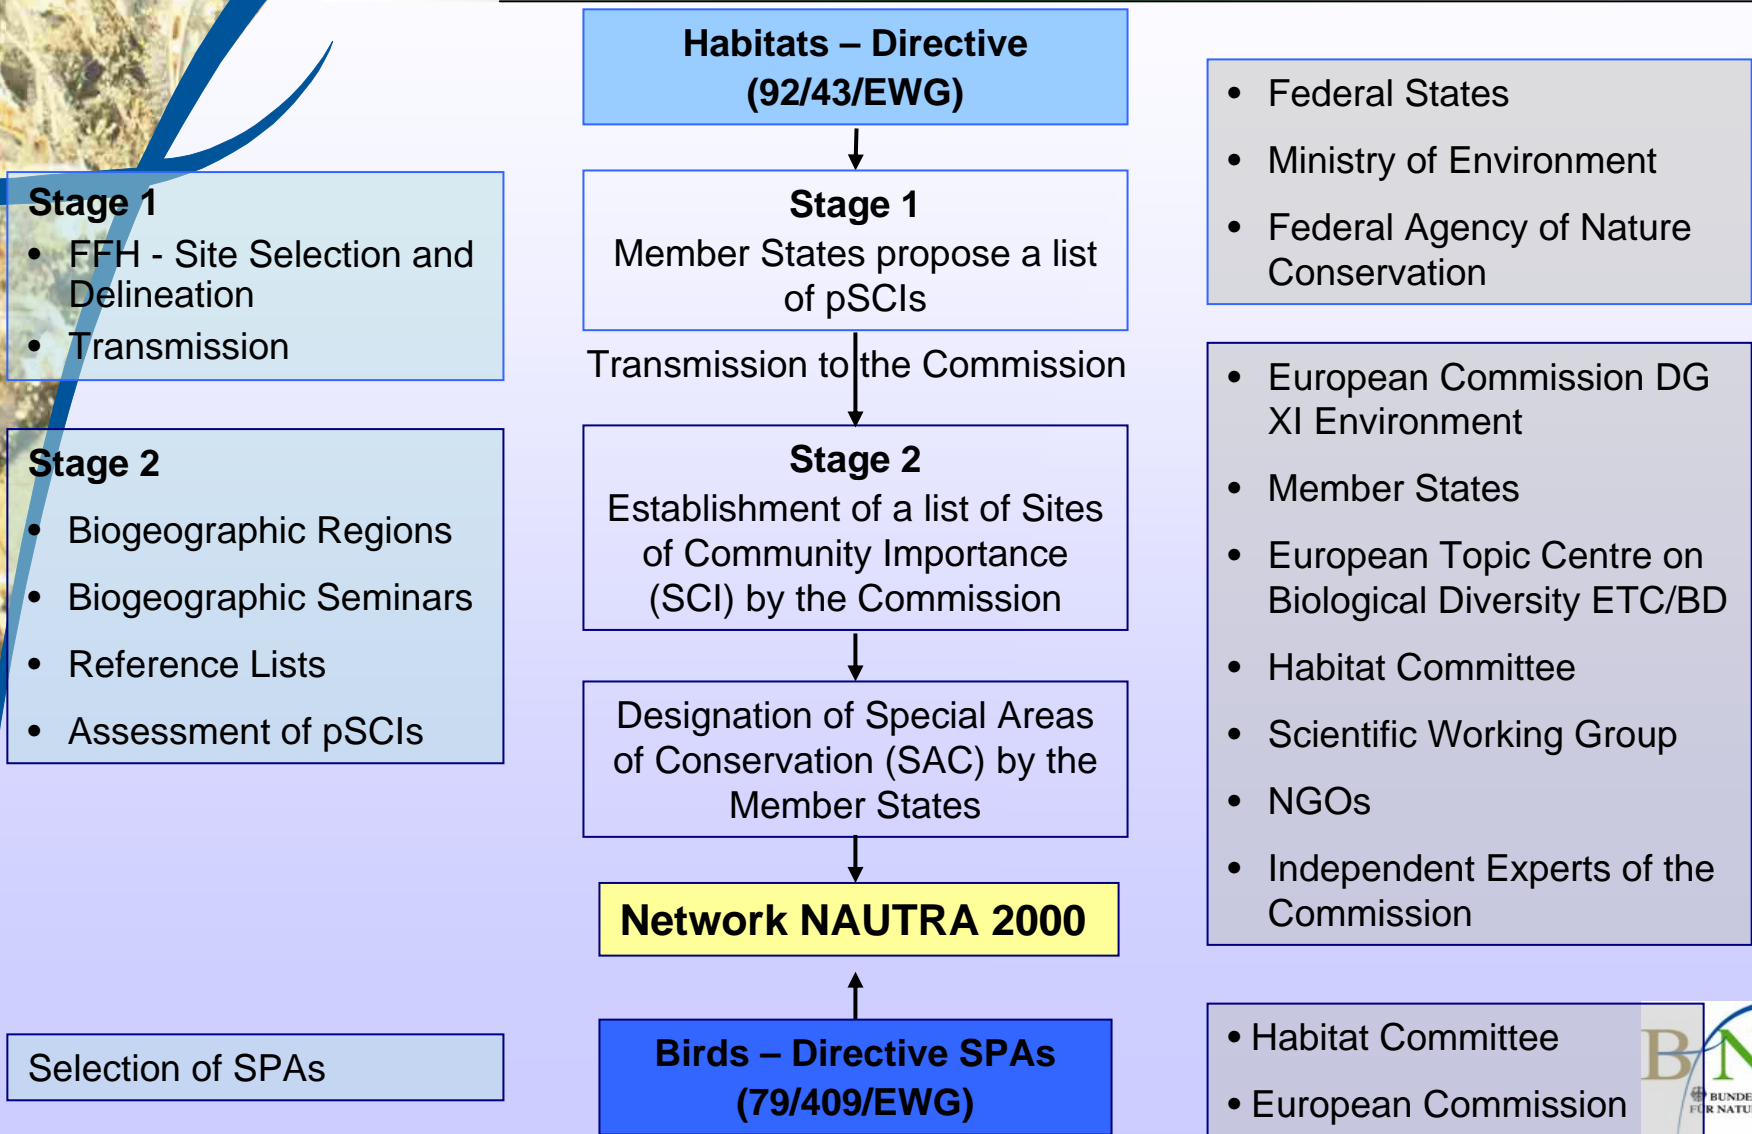 Habitats – Directive
(92/43/EWG)
Stage 1
• FFH - Site Selection and
Delineation
• Transmission
Stage 1
Member States propose a list
of pSCIs
• Federal States
• Ministry of Environment
• Federal Agency of Nature
Conservation
Transmission to the Commission
Stage 2
• Biogeographic Regions
• Biogeographic Seminars
• Reference Lists
• Assessment of pSCIs
Stage 2
Establishment of a list of Sites
of Community Importance
(SCI) by the Commission
Designation of Special Areas
of Conservation (SAC) by the
Member States
• European Commission DG
XI Environment
• Member States
• European Topic Centre on
Biological Diversity ETC/BD
• Habitat Committee
• Scientific Working Group
• NGOs
• Independent Experts of the
Commission
Network NAUTRA 2000
Selection of SPAs
Birds – Directive SPAs
(79/409/EWG)
• Habitat Committee
• European Commission